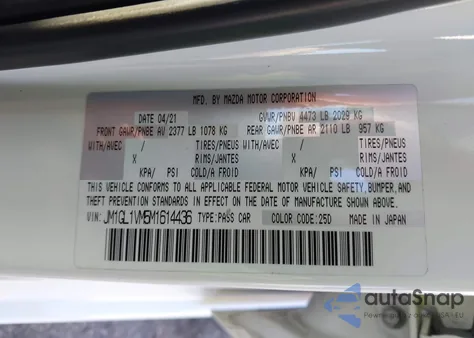 MFD. BY MAZDA MOTOR CORPORATION
DATE 04/21 GVWR/PNBV 4473 LB 2029 KG
FRONT GAWR/PNBE AV 2377 LB 1078 KG REAR GAWR/PNBE AR 2110 LB 957 KG
WITH/AVEC / TIRES/PNEUS WITH/AVEC / TIRES/PNEUS
X RIMS/JANTES X RIMS/JANTES
KPA/ PSI COLD/A FROID KPA/ PSI COLD/A FROID
THIS VEHICLE CONFORMS TO ALL APPLICABLE FEDERAL MOTOR VEHICLE SAFETY, BUMPER, AND
THEFT PREVENTION STANDARDS IN EFFECT ON THE DATE OF MANUFACTURE SHOWN ABOVE.
VIN: JM1GL1VM5M1614436 TYPE: PASS CAR COLOR CODE: 25D MADE IN JAPAN
autoSnap